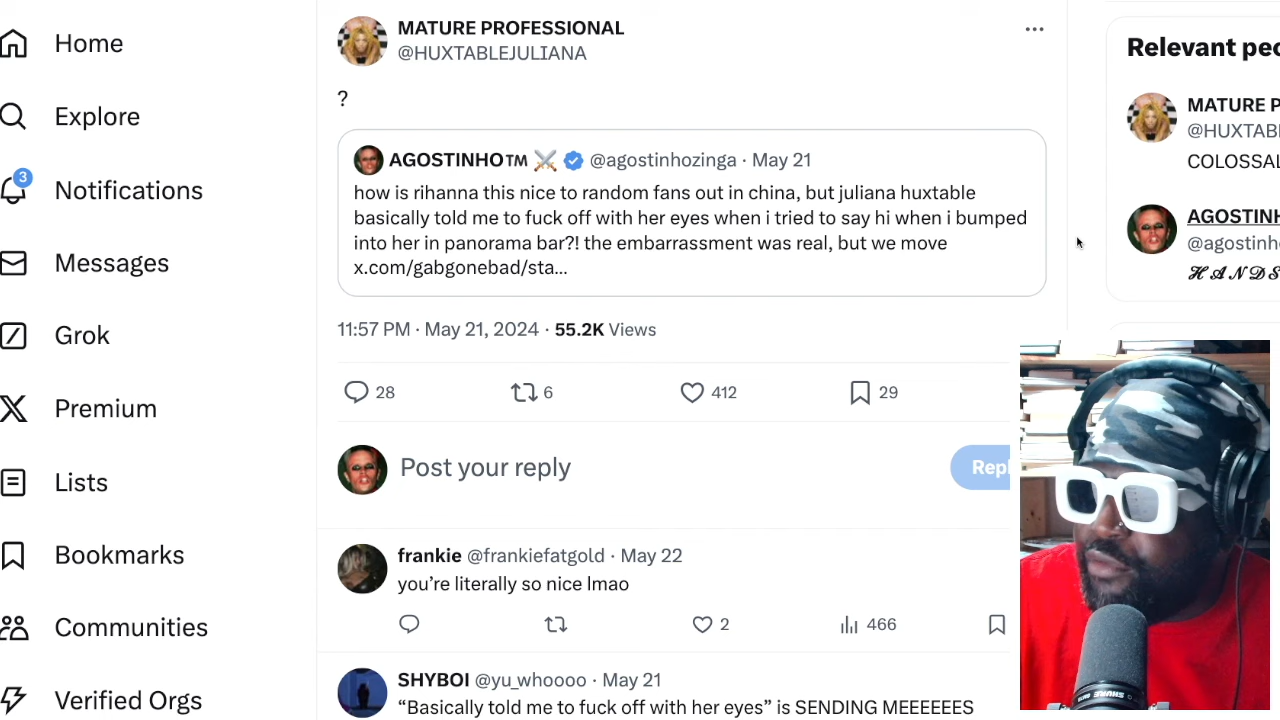 Home
Explore
3
Notifications
Messages
Grok
Premium
Lists
Bookmarks
Communities
Verified Orgs
MATURE PROFESSIONAL
@HUXTABLEJULIANA
?
AGOSTINHO™ ⚔️ @agostinhozinga · May 21
how is rihanna this nice to random fans out in china, but juliana huxtable
basically told me to fuck off with her eyes when i tried to say hi when i bumped
into her in panorama bar?! the embarrassment was real, but we move
x.com/gabgonebad/sta...
11:57 PM · May 21, 2024 · 55.2K Views
28 6 412 29
Post your reply
Repl
frankie @frankiefatgold · May 22
you’re literally so nice lmao
2 466
SHYBOI @yu_whoooo · May 21
“Basically told me to fuck off with her eyes” is SENDING MEEEEEES
Relevant peo
MATURE P
@HUXTABL
COLOSSAL
AGOSTINH
@agostinho
𝓗 𝓐 𝓝 𝓓 𝓢
SHURE